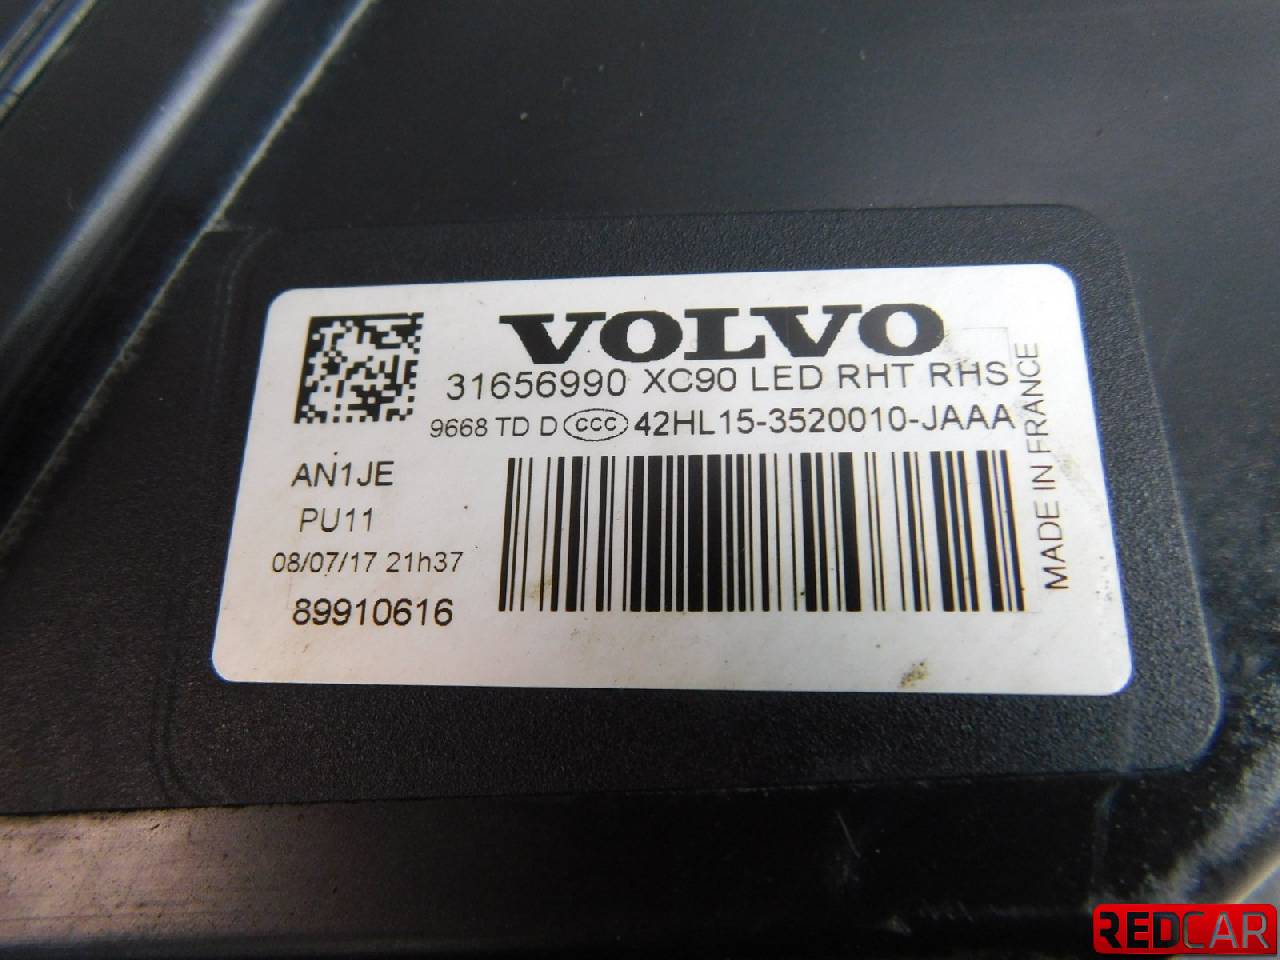 VOLVO
31656990 XC90 LED RHT RHS
9668 TD D CCC 42HL15-3520010-JAAA
AN1JE
PU11
08/07/17 21h37
89910616
MADE IN FRANCE
REDCAR